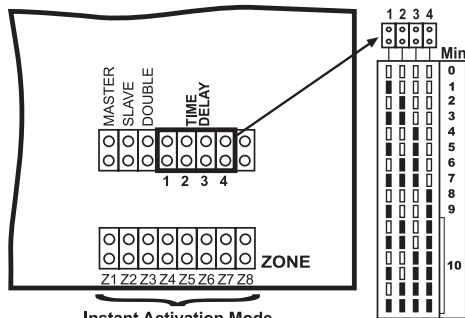 1 2 3 4
Min
0
1
2
3
4
5
6
7
8
9
10
MASTER
SLAVE
DOUBLE
TIME
DELAY
1 2 3 4
ZONE
Z1 Z2 Z3 Z4 Z5 Z6 Z7 Z8
Instant Activation Mode